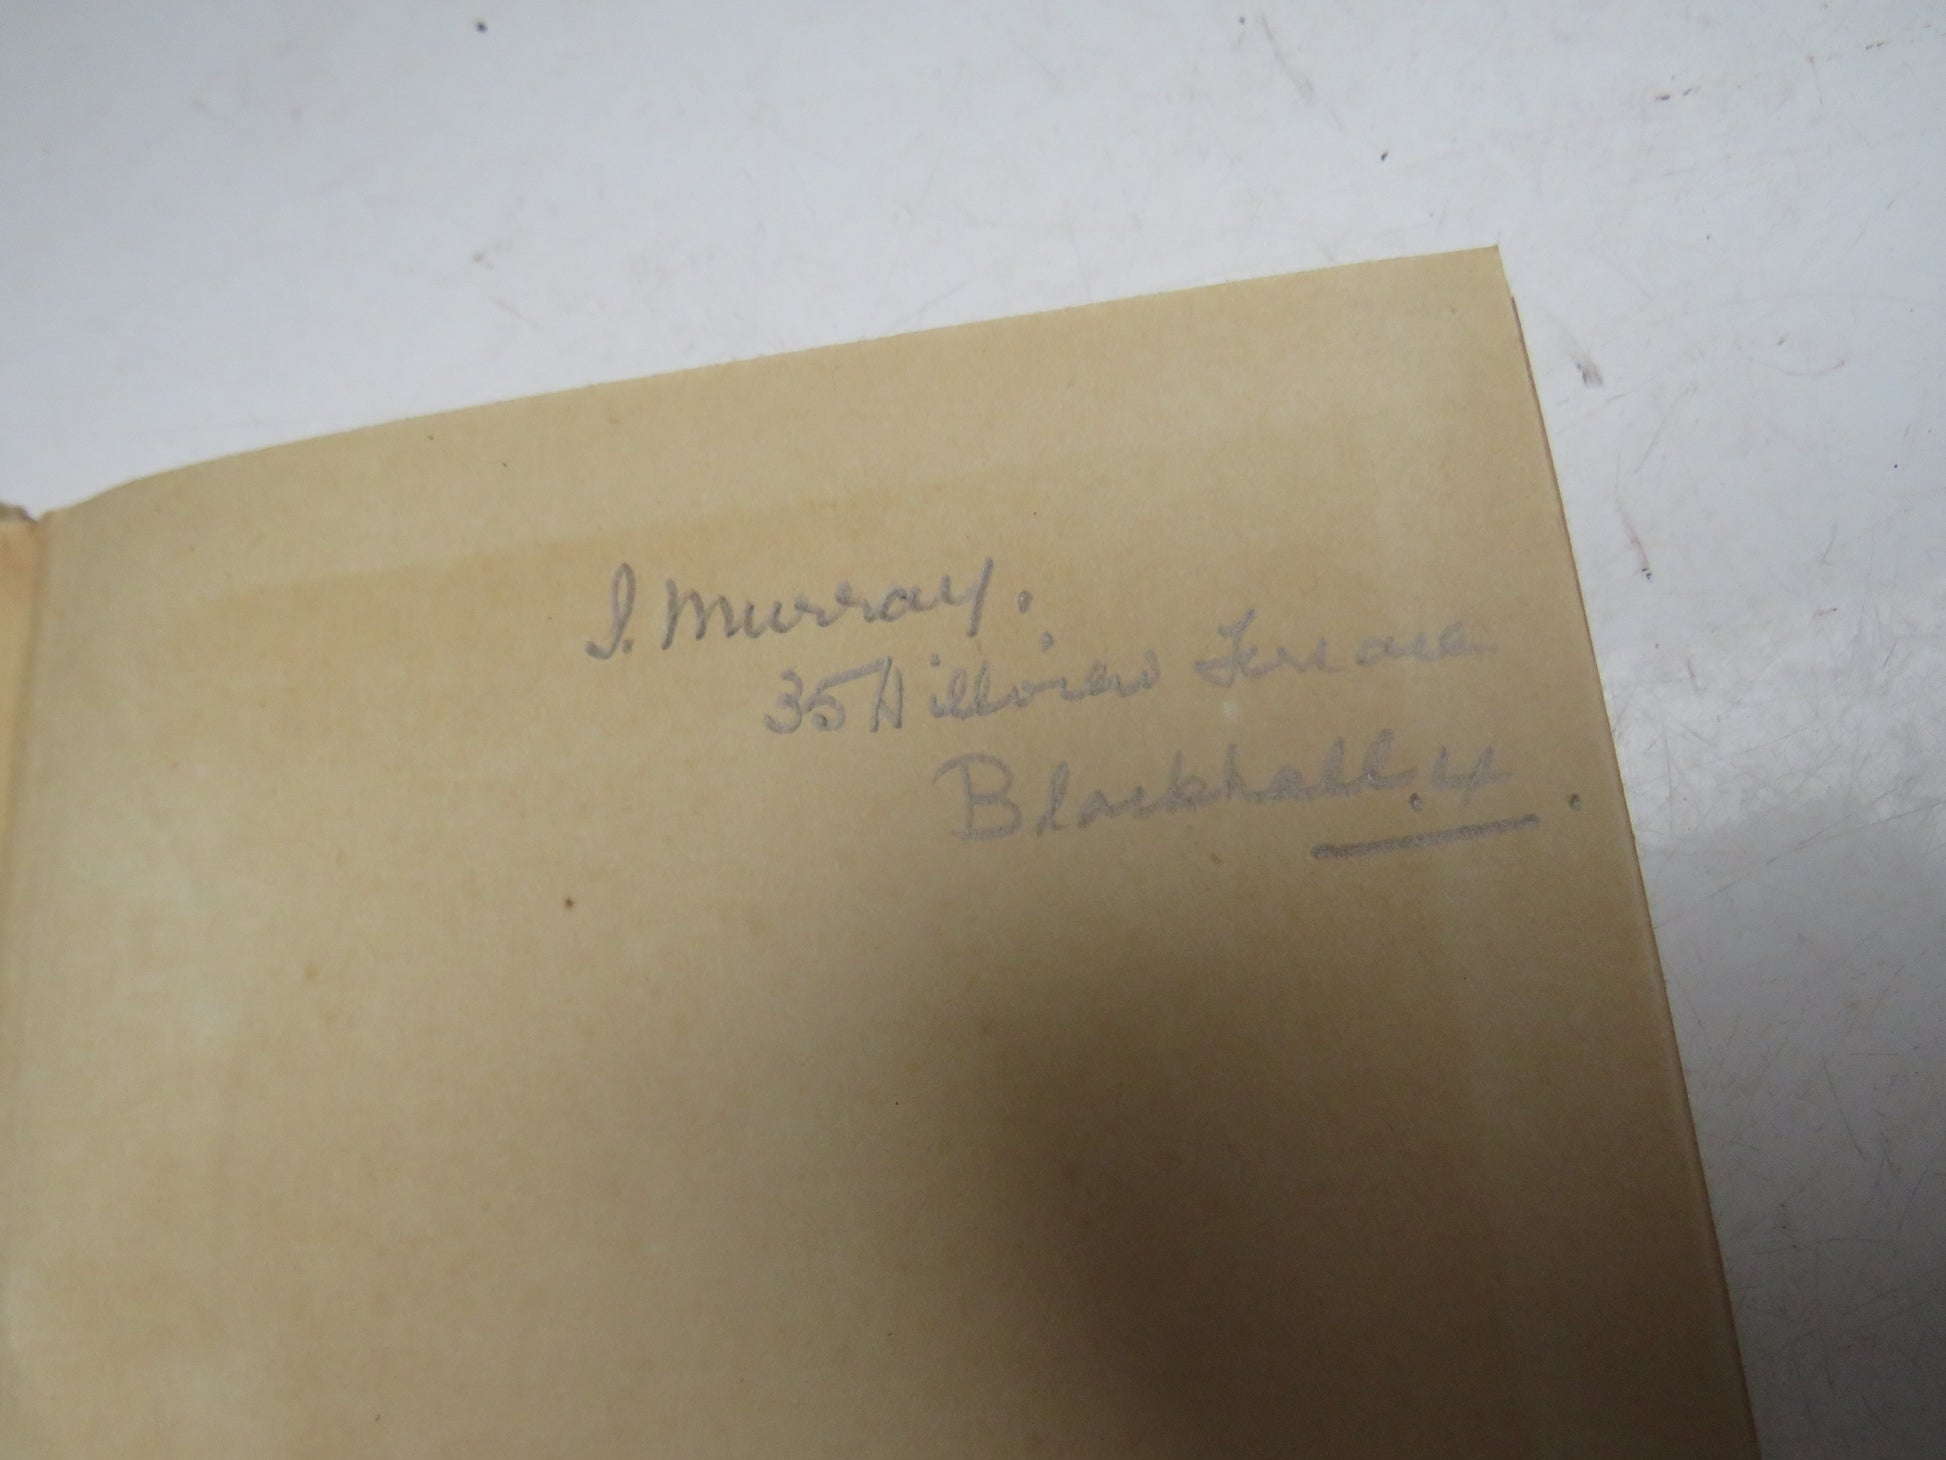 I. Murray.
35 Hillview Terrace
Blackhall. 4.